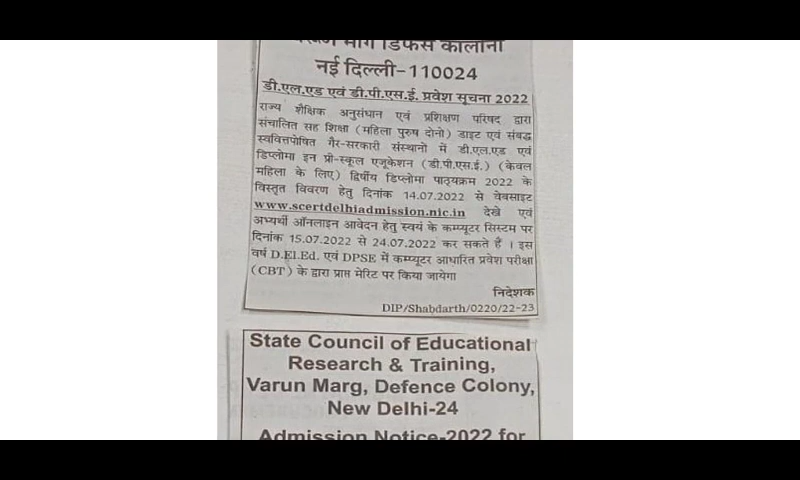 मार्ग डिफेंस कॉलोनी
नई दिल्ली-110024
डी.एल.एड एवं डी.पी.एस.ई. प्रवेश सूचना 2022
राज्य शैक्षिक अनुसंधान एवं प्रशिक्षण परिषद द्वारा
संचालित सह शिक्षा (महिला पुरुष दोनो) डाइट एवं संबद्ध
स्ववित्तपोषित गैर-सरकारी संस्थानों में डी.एल.एड एवं
डिप्लोमा इन प्री-स्कूल एजूकेशन (डी.पी.एस.ई.) (केवल
महिला के लिए) द्विर्षीय डिप्लोमा पाठ्यक्रम 2022 के
विस्तृत विवरण हेतु दिनांक 14.07.2022 से वेबसाइट
www.scertdelhiadmission.nic.in देखे एवं
अभ्यर्थी ऑनलाइन आवेदन हेतु स्वयं के कम्प्यूटर सिस्टम पर
दिनांक 15.07.2022 से 24.07.2022 कर सकते हैं । इस
वर्ष D.El.Ed. एवं DPSE में कम्प्यूटर आधारित प्रवेश परीक्षा
(CBT) के द्वारा प्राप्त मेरिट पर किया जायेगा
निदेशक
DIP/Shabdarth/0220/22-23
State Council of Educational
Research & Training,
Varun Marg, Defence Colony,
New Delhi-24
Admission Notice-2022 for